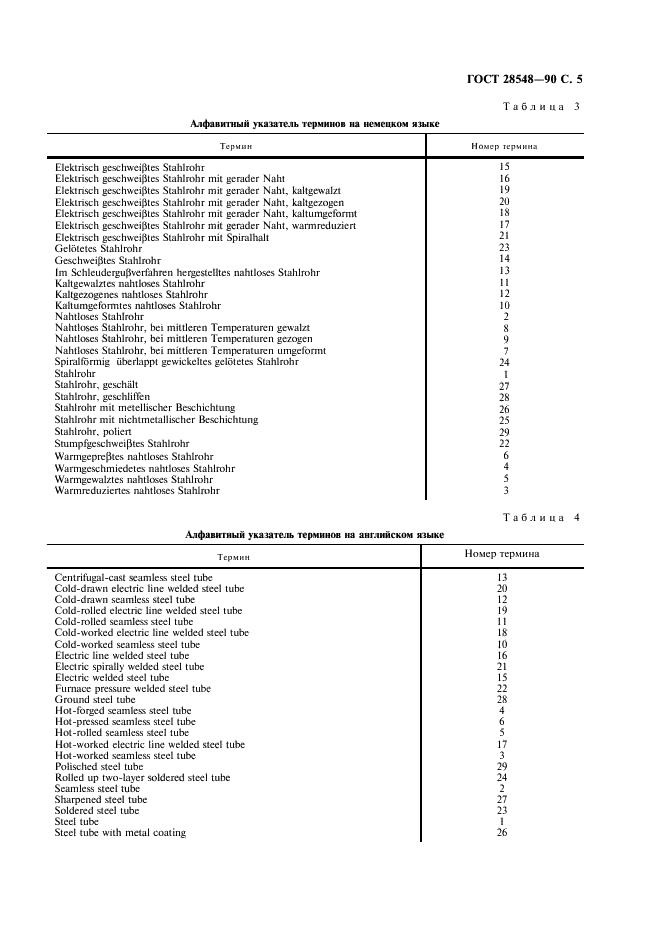 ГОСТ 28548—90 С. 5
Таблица 3
Алфавитный указатель терминов на немецком языке
Термин Номер термина
Elektrisch geschweiβtes Stahlrohr 15
Elektrisch geschweiβtes Stahlrohr mit gerader Naht 16
Elektrisch geschweiβtes Stahlrohr mit gerader Naht, kaltgewalzt 19
Elektrisch geschweiβtes Stahlrohr mit gerader Naht, kaltgezogen 20
Elektrisch geschweiβtes Stahlrohr mit gerader Naht, kaltumgeformt 18
Elektrisch geschweiβtes Stahlrohr mit gerader Naht, warmreduziert 17
Elektrisch geschweiβtes Stahlrohr mit Spiralhalt 21
Gelötetes Stahlrohr 23
Geschweiβtes Stahlrohr 14
Im Schleuderguβverfahren hergestelltes nahtloses Stahlrohr 13
Kaltgewalztes nahtloses Stahlrohr 11
Kaltgezogenes nahtloses Stahlrohr 12
Kaltumgeformtes nahtloses Stahlrohr 10
Nahtloses Stahlrohr 2
Nahtloses Stahlrohr, bei mittleren Temperaturen gewalzt 8
Nahtloses Stahlrohr, bei mittleren Temperaturen gezogen 9
Nahtloses Stahlrohr, bei mittleren Temperaturen umgeformt 7
Spiralförmig überlappt gewickeltes gelötetes Stahlrohr 24
Stahlrohr 1
Stahlrohr, geschält 27
Stahlrohr, geschliffen 28
Stahlrohr mit metellischer Beschichtung 26
Stahlrohr mit nichtmetallischer Beschichtung 25
Stahlrohr, poliert 29
Stumpfgeschweiβtes Stahlrohr 22
Warmgepreβtes nahtloses Stahlrohr 6
Warmgeschmiedetes nahtloses Stahlrohr 4
Warmgewalztes nahtloses Stahlrohr 5
Warmreduziertes nahtloses Stahlrohr 3
Таблица 4
Алфавитный указатель терминов на английском языке
Термин Номер термина
Centrifugal-cast seamless steel tube 13
Cold-drawn electric line welded steel tube 20
Cold-drawn seamless steel tube 12
Cold-rolled electric line welded steel tube 19
Cold-rolled seamless steel tube 11
Cold-worked electric line welded steel tube 18
Cold-worked seamless steel tube 10
Electric line welded steel tube 16
Electric spirally welded steel tube 21
Electric welded steel tube 15
Furnace pressure welded steel tube 22
Ground steel tube 28
Hot-forged seamless steel tube 4
Hot-pressed seamless steel tube 6
Hot-rolled seamless steel tube 5
Hot-worked electric line welded steel tube 17
Hot-worked seamless steel tube 3
Polisched steel tube 29
Rolled up two-layer soldered steel tube 24
Seamless steel tube 2
Sharpened steel tube 27
Soldered steel tube 23
Steel tube 1
Steel tube with metal coating 26